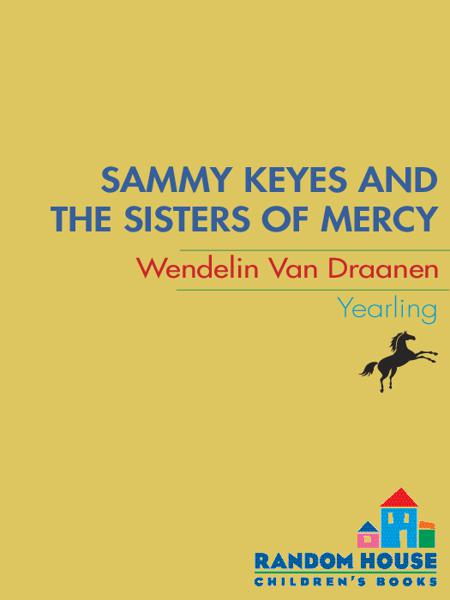 SAMMY KEYES AND
THE SISTERS OF MERCY
Wendelin Van Draanen
Yearling
RANDOM HOUSE
CHILDREN'S BOOKS